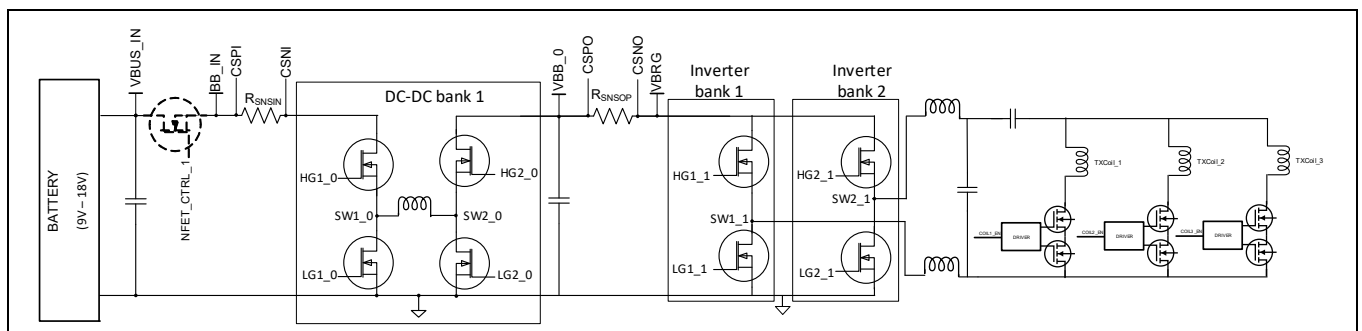 BATTERY
(9V – 18V)
VBUS_IN
NFET_CTRL_1
BB_IN
CSPI
RSNSIN
CSNI
DC-DC bank 1
HG1_0
HG2_0
SW1_0
SW2_0
LG1_0
LG2_0
VBB_0
CSPO
RSNSOP
CSNO
VBRG
Inverter
bank 1
HG1_1
SW1_1
LG1_1
Inverter
bank 2
HG2_1
SW2_1
LG2_1
TXCoil_1
TXCoil_2
TXCoil_3
COIL1_EN
DRIVER
COIL2_EN
DRIVER
COIL3_EN
DRIVER